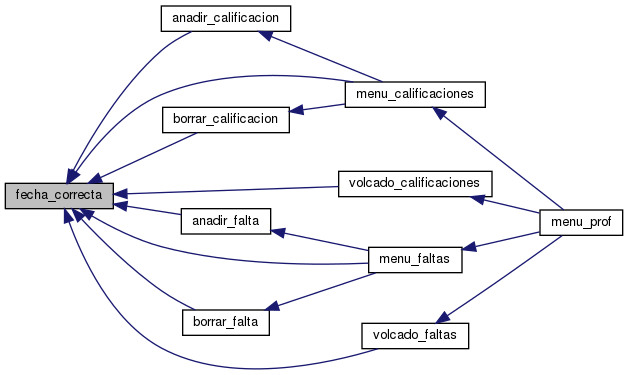 anadir_calificacion
menu_calificaciones
borrar_calificacion
volcado_calificaciones
fecha_correcta
anadir_falta
menu_prof
menu_faltas
borrar_falta
volcado_faltas